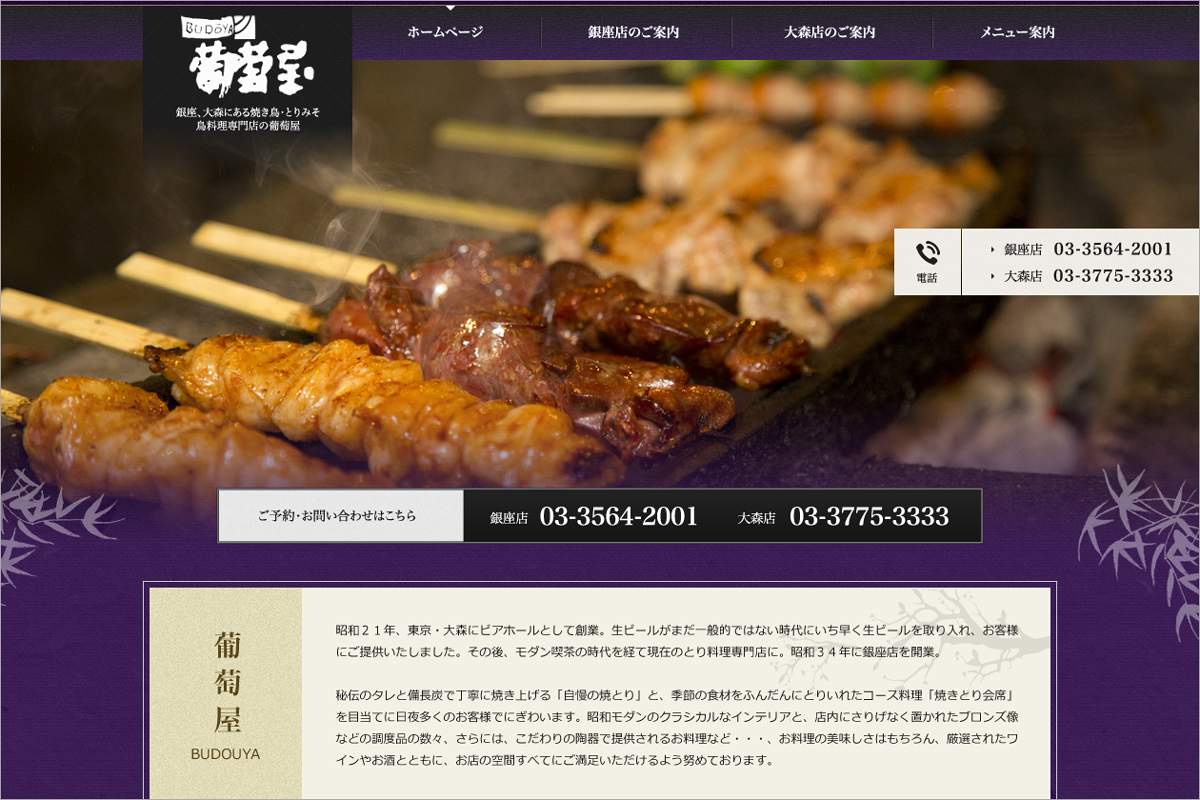 BUDOYA
葡萄屋
銀座、大森にある焼き鳥・とりみそ
鳥料理専門店の葡萄屋
ホームページ
銀座店のご案内
大森店のご案内
メニュー案内
電話
銀座店 03-3564-2001
大森店 03-3775-3333
ご予約・お問い合わせはこちら
銀座店 03-3564-2001
大森店 03-3775-3333
葡萄屋
BUDOUYA
昭和２１年、東京・大森にビアホールとして創業。生ビールがまだ一般的ではない時代にいち早く生ビールを取り入れ、お客様
にご提供いたしました。その後、モダン喫茶の時代を経て現在のとり料理専門店に。昭和３４年に銀座店を開業。
秘伝のタレと備長炭で丁寧に焼き上げる「自慢の焼とり」と、季節の食材をふんだんにとりいれたコース料理「焼きとり会席」
を目当てに日夜多くのお客様でにぎわいます。昭和モダンのクラシカルなインテリアと、店内にさりげなく置かれたブロンズ像
などの調度品の数々、さらには、こだわりの陶器で提供されるお料理など・・・、お料理の美味しさはもちろん、厳選されたワ
インやお酒とともに、お店の空間すべてにご満足いただけるよう努めております。